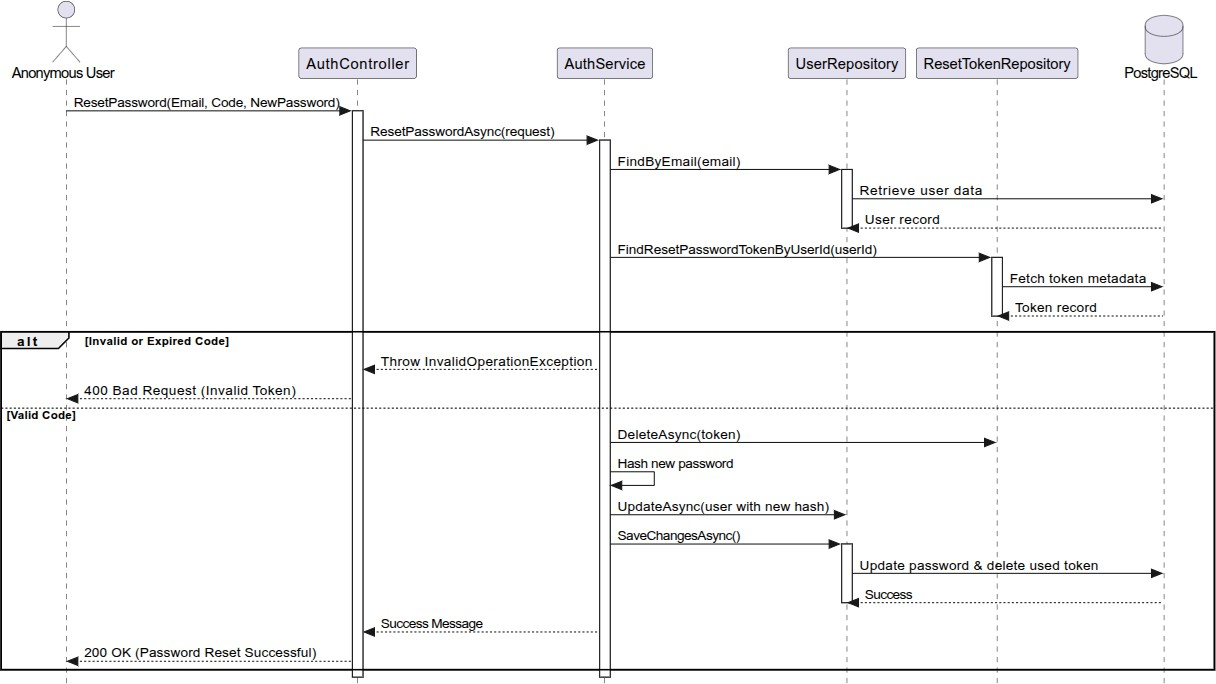 Anonymous User
AuthController
AuthService
UserRepository
ResetTokenRepository
PostgreSQL
ResetPassword(Email, Code, NewPassword)
ResetPasswordAsync(request)
FindByEmail(email)
Retrieve user data
User record
FindResetPasswordTokenByUserId(userId)
Fetch token metadata
Token record
alt
[Invalid or Expired Code]
Throw InvalidOperationException
400 Bad Request (Invalid Token)
[Valid Code]
DeleteAsync(token)
Hash new password
UpdateAsync(user with new hash)
SaveChangesAsync()
Update password & delete used token
Success
Success Message
200 OK (Password Reset Successful)